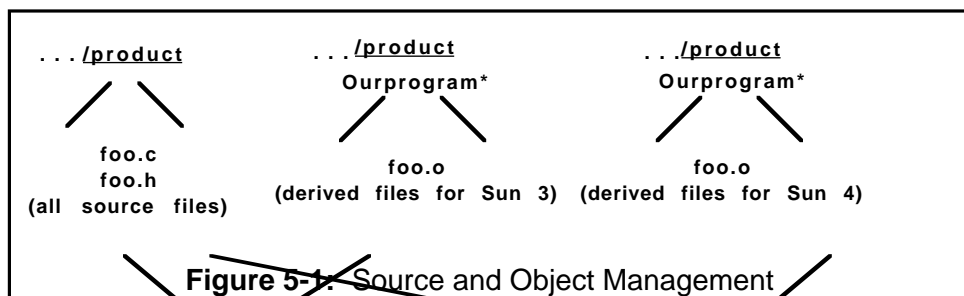 . . . /product
Ourprogram*
. . . /product
Ourprogram*
. . . /product
foo.c
foo.h
(all source files)
foo.o
(derived files for Sun 3)
foo.o
(derived files for Sun 4)
Figure 5-1: Source and Object Management